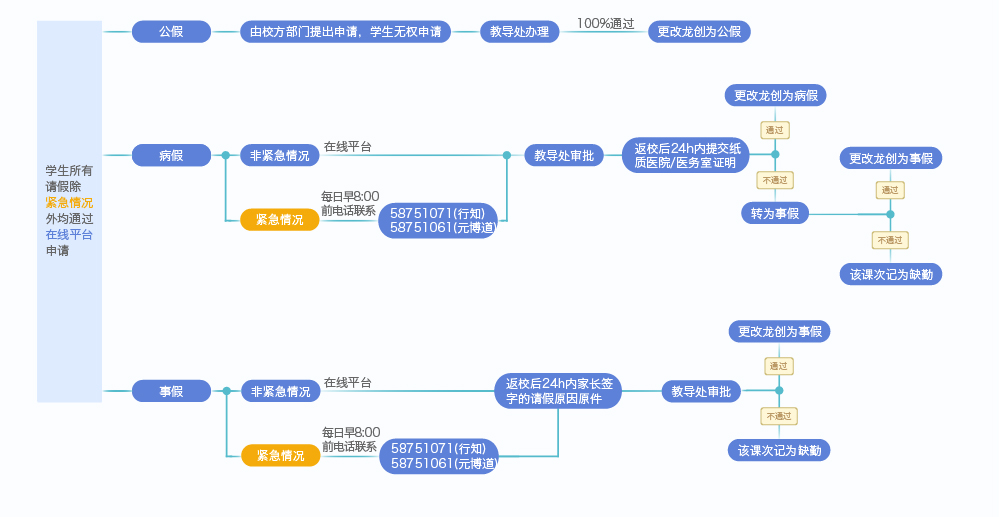 学生所有
请假除
紧急情况
外均通过
在线平台
申请
公假
由校方部门提出申请，学生无权申请
教导处办理
100%通过
更改龙创为公假
病假
非紧急情况
在线平台
紧急情况
每日早8:00
前电话联系
58751071(行知)
58751061(元博道)
教导处审批
返校后24h内提交纸
质医院/医务室证明
更改龙创为病假
通过
不通过
转为事假
更改龙创为事假
通过
不通过
该课次记为缺勤
事假
非紧急情况
在线平台
紧急情况
每日早8:00
前电话联系
58751071(行知)
58751061(元博道)
返校后24h内家长签
字的请假原因原件
教导处审批
更改龙创为事假
通过
不通过
该课次记为缺勤